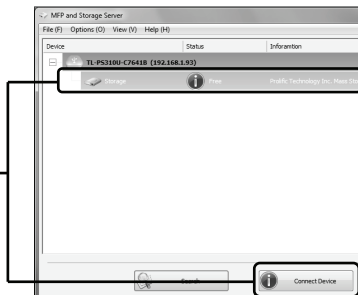 MFP and Storage Server
File (F) Options (O) View (V) Help (H)
Device Status Inforamtion
TL-PS310U-C7641B (192.168.1.93)
Storage Free Prolific Technology Inc. Mass Sto
Search Connect Device